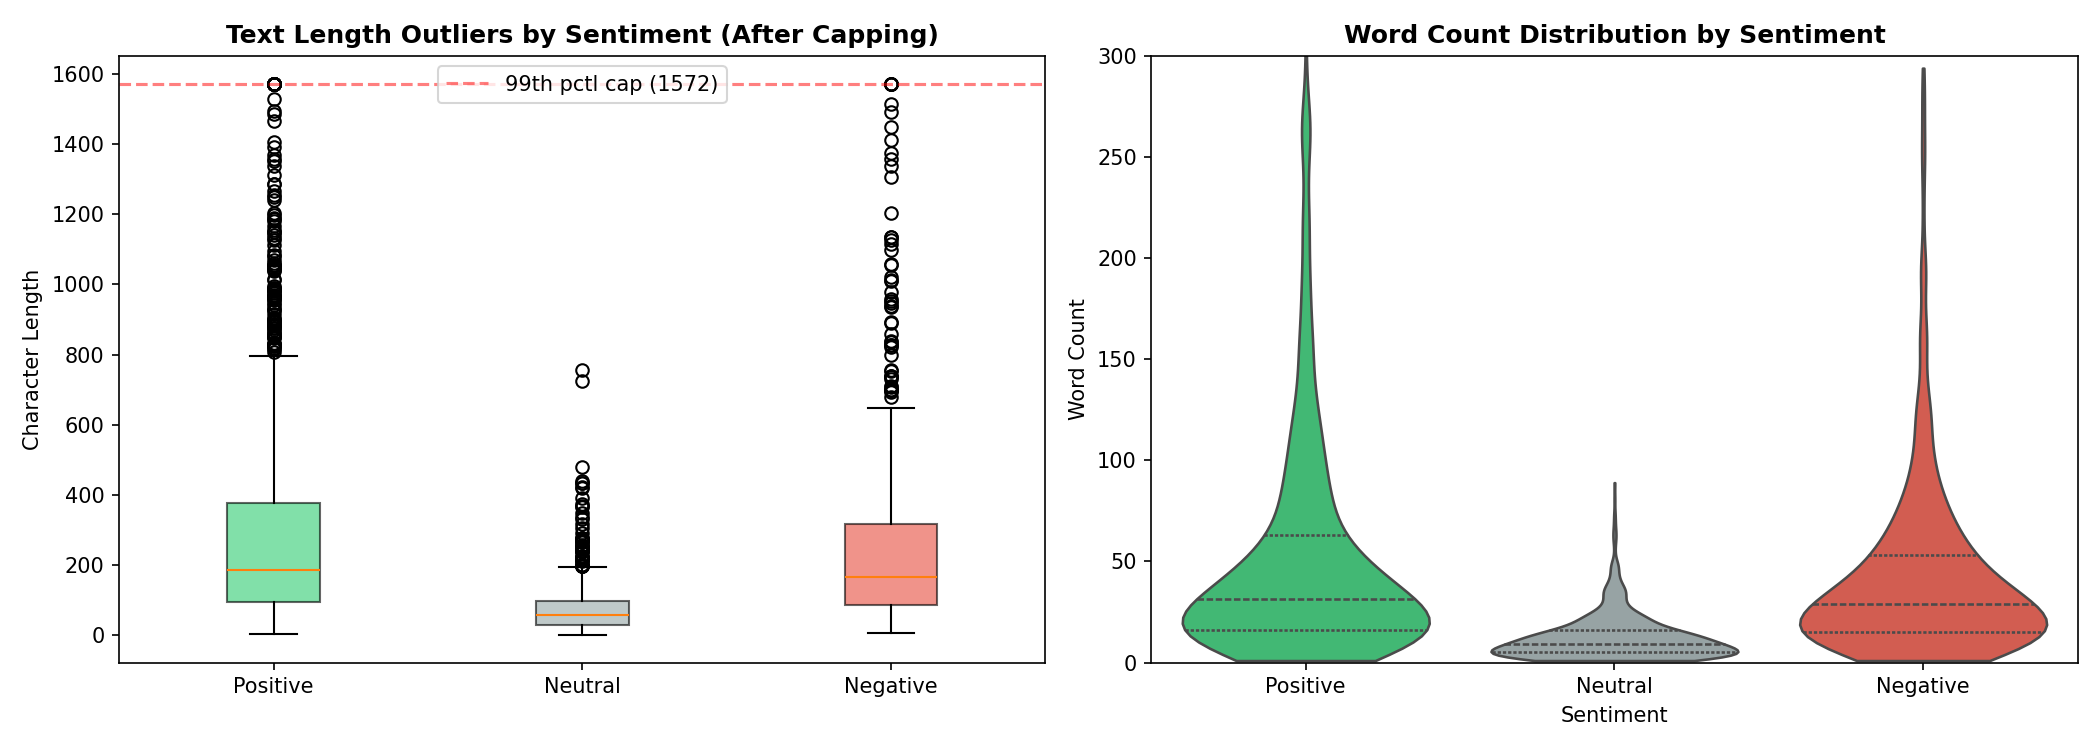 Text Length Outliers by Sentiment (After Capping)
1600
1400
1200
1000
800
600
400
200
0
Character Length
99th pctl cap (1572)
Positive
Neutral
Negative
Word Count Distribution by Sentiment
300
250
200
150
100
50
0
Word Count
Positive
Neutral
Negative
Sentiment